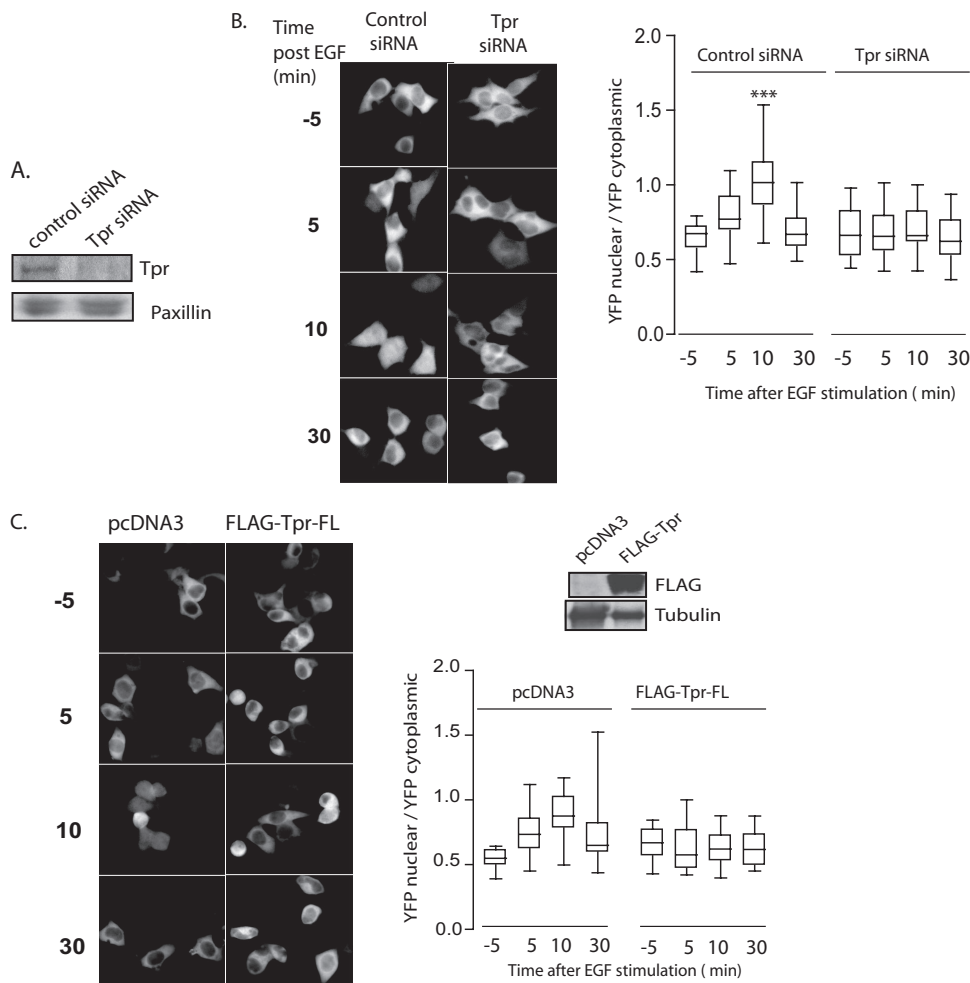 A.
control siRNA
Tpr siRNA
Tpr
Paxillin
B.
Time
post EGF
(min)
Control
siRNA
Tpr
siRNA
-5
5
10
30
2.0
1.5
1.0
0.5
0.0
YFP nuclear / YFP cytoplasmic
Control siRNA
Tpr siRNA
***
-5 5 10 30 -5 5 10 30
Time after EGF stimulation ( min)
C.
pcDNA3
FLAG-Tpr-FL
-5
5
10
30
pcDNA3
FLAG-Tpr
FLAG
Tubulin
2.0
1.5
1.0
0.5
0.0
YFP nuclear / YFP cytoplasmic
pcDNA3
FLAG-Tpr-FL
-5 5 10 30 -5 5 10 30
Time after EGF stimulation ( min)